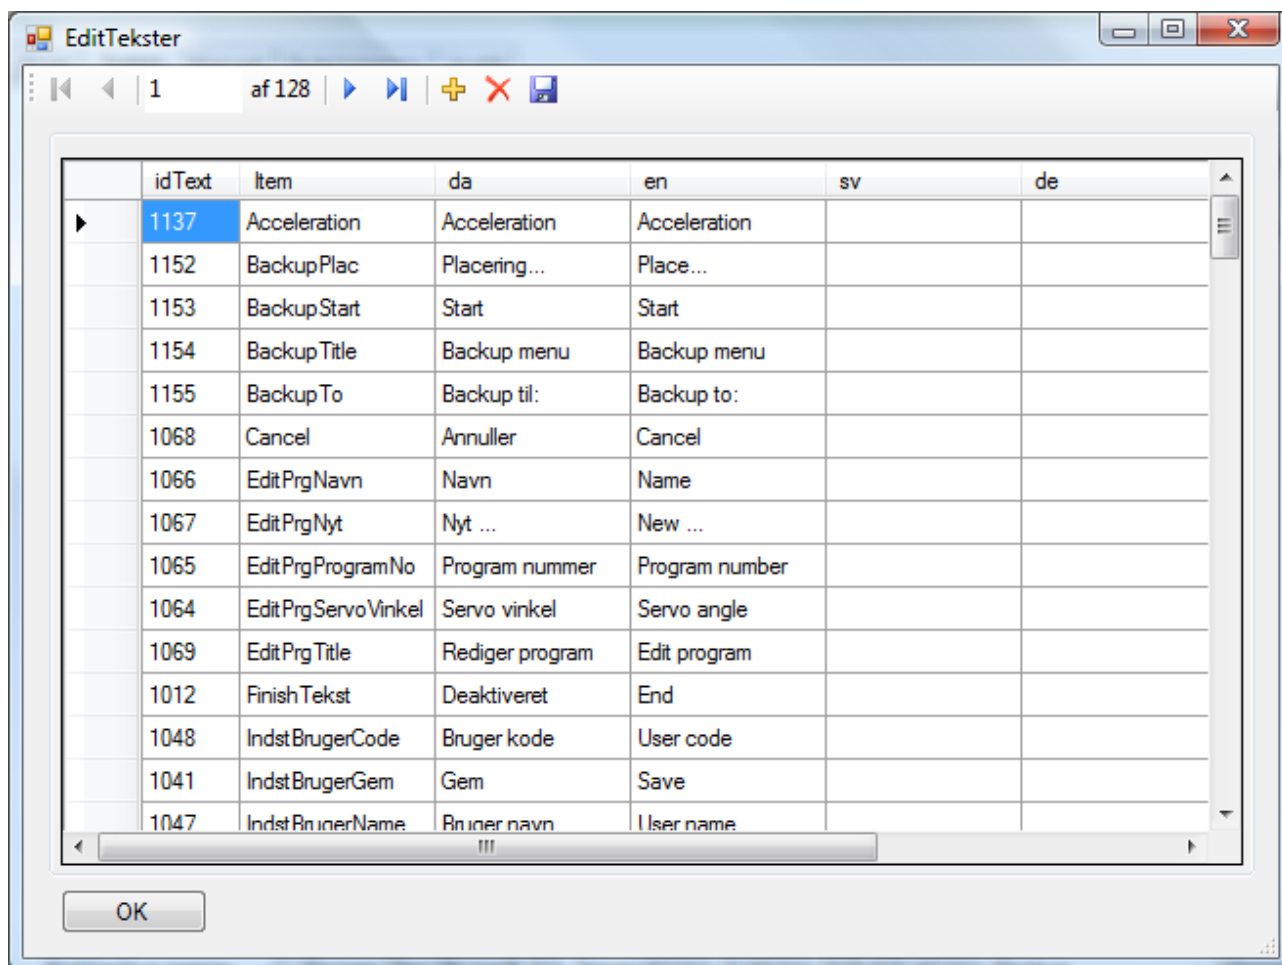 EditTekster
1 af 128
idText Item da en sv de
1137 Acceleration Acceleration Acceleration
1152 BackupPlac Placering... Place...
1153 BackupStart Start Start
1154 BackupTitle Backup menu Backup menu
1155 BackupTo Backup til: Backup to:
1068 Cancel Annuller Cancel
1066 EditPrgNavn Navn Name
1067 EditPrgNyt Nyt ... New ...
1065 EditPrgProgramNo Program nummer Program number
1064 EditPrgServoVinkel Servo vinkel Servo angle
1069 EditPrgTitle Rediger program Edit program
1012 FinishTekst Deaktiveret End
1048 IndstBrugerCode Bruger kode User code
1041 IndstBrugerGem Gem Save
1047 IndstBrugerName Bruger navn User name
OK